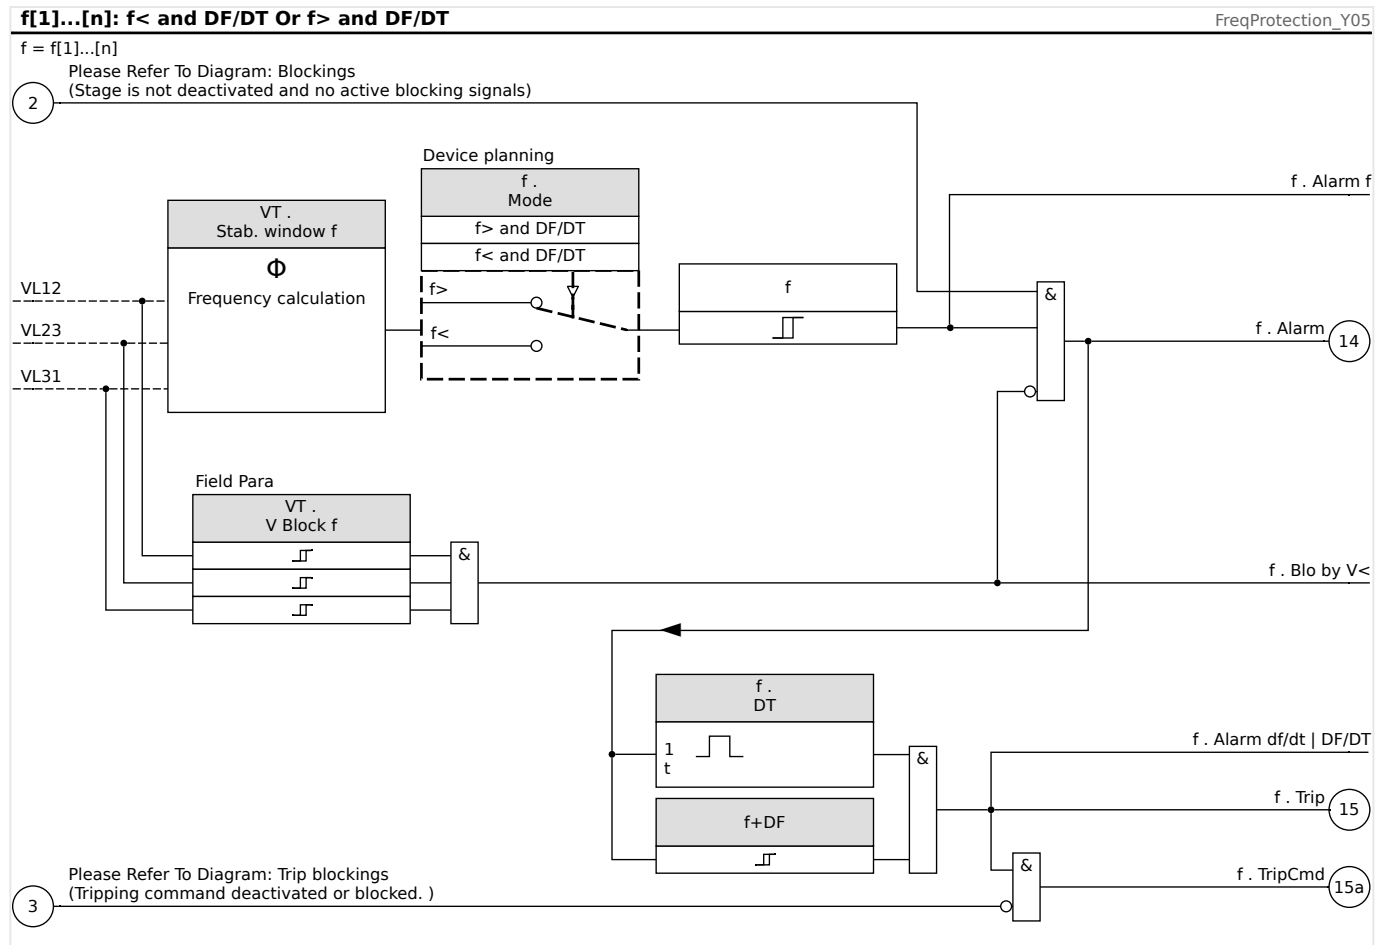 f[1]...[n]: f< and DF/DT Or f> and DF/DT
FreqProtection_Y05
f = f[1]...[n]
Please Refer To Diagram: Blockings
(Stage is not deactivated and no active blocking signals)
2
Device planning
f .
Mode
f> and DF/DT
f< and DF/DT
f>
f<
VT .
Stab. window f
Φ
Frequency calculation
VL12
VL23
VL31
f
&
f . Alarm f
f . Alarm
14
Field Para
VT .
V Block f
&
f . Blo by V<
f .
DT
1
t
f+DF
&
f . Alarm df/dt | DF/DT
f . Trip
15
&
f . TripCmd
15a
Please Refer To Diagram: Trip blockings
(Tripping command deactivated or blocked. )
3